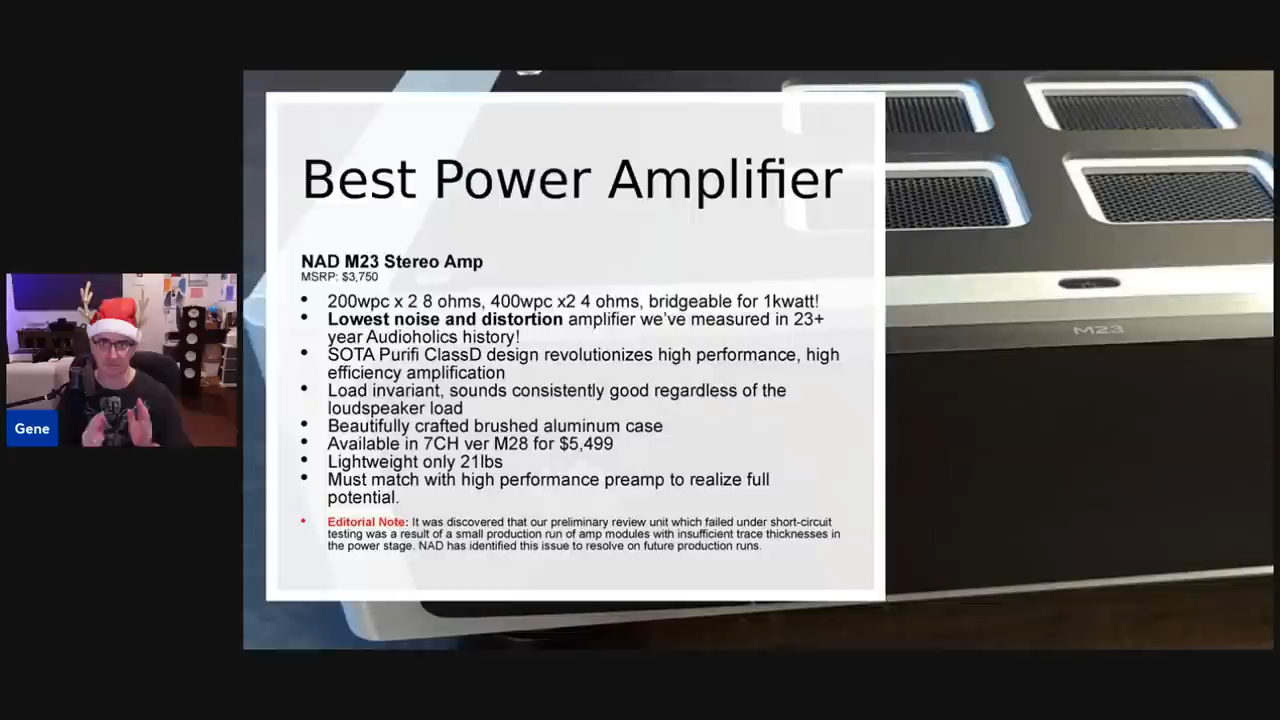 Best Power Amplifier
NAD M23 Stereo Amp
MSRP: $3,750
• 200wpc x 2 8 ohms, 400wpc x2 4 ohms, bridgeable for 1kwatt!
• Lowest noise and distortion amplifier we've measured in 23+
year Audioholics history!
• SOTA Purifi ClassD design revolutionizes high performance, high
efficiency amplification
• Load invariant, sounds consistently good regardless of the
loudspeaker load
• Beautifully crafted brushed aluminum case
• Available in 7CH ver M28 for $5,499
• Lightweight only 21lbs
• Must match with high performance preamp to realize full
potential.
• Editorial Note: It was discovered that our preliminary review unit which failed under short-circuit
testing was a result of a small production run of amp modules with insufficient trace thicknesses in
the power stage. NAD has identified this issue to resolve on future production runs.
M23
Gene